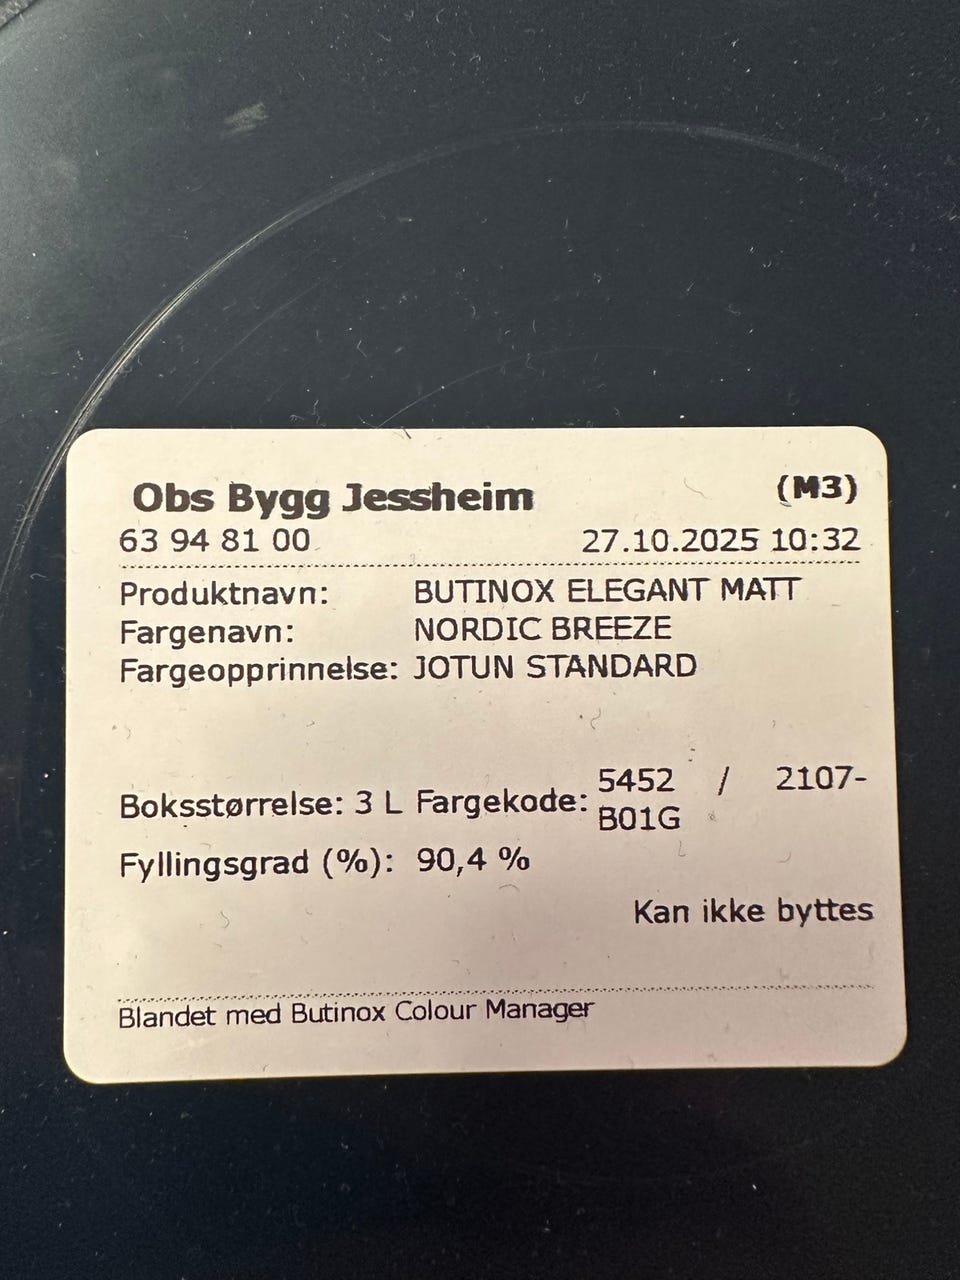 Obs Bygg Jessheim (M3)
63 94 81 00 27.10.2025 10:32
Produktnavn: BUTINOX ELEGANT MATT
Fargenavn: NORDIC BREEZE
Fargeopprinnelse: JOTUN STANDARD
Boksstørrelse: 3 L Fargekode: 5452 / 2107-
B01G
Fyllingsgrad (%): 90,4 %
Kan ikke byttes
Blandet med Butinox Colour Manager